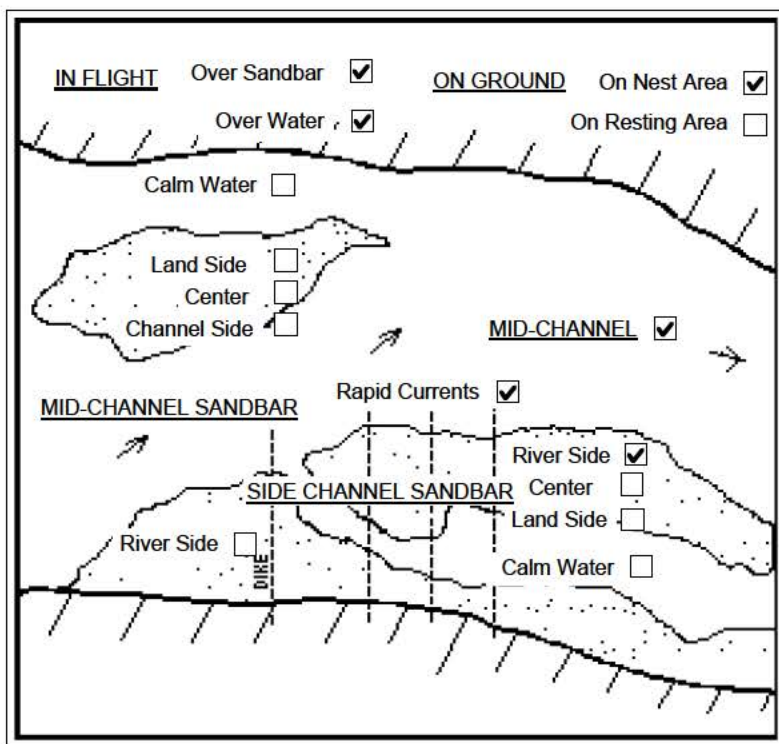 IN FLIGHT Over Sandbar ON GROUND On Nest Area
Over Water On Resting Area
Calm Water
Land Side
Center
Channel Side
MID-CHANNEL
Rapid Currents
MID-CHANNEL SANDBAR
River Side
SIDE CHANNEL SANDBAR Center
Land Side
River Side
DIKE
Calm Water